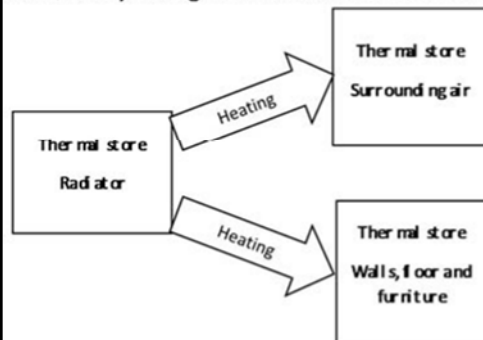 Thermal store
Surrounding air
Heating
Thermal store
Radiator
Heating
Thermal store
Walls, floor and
furniture